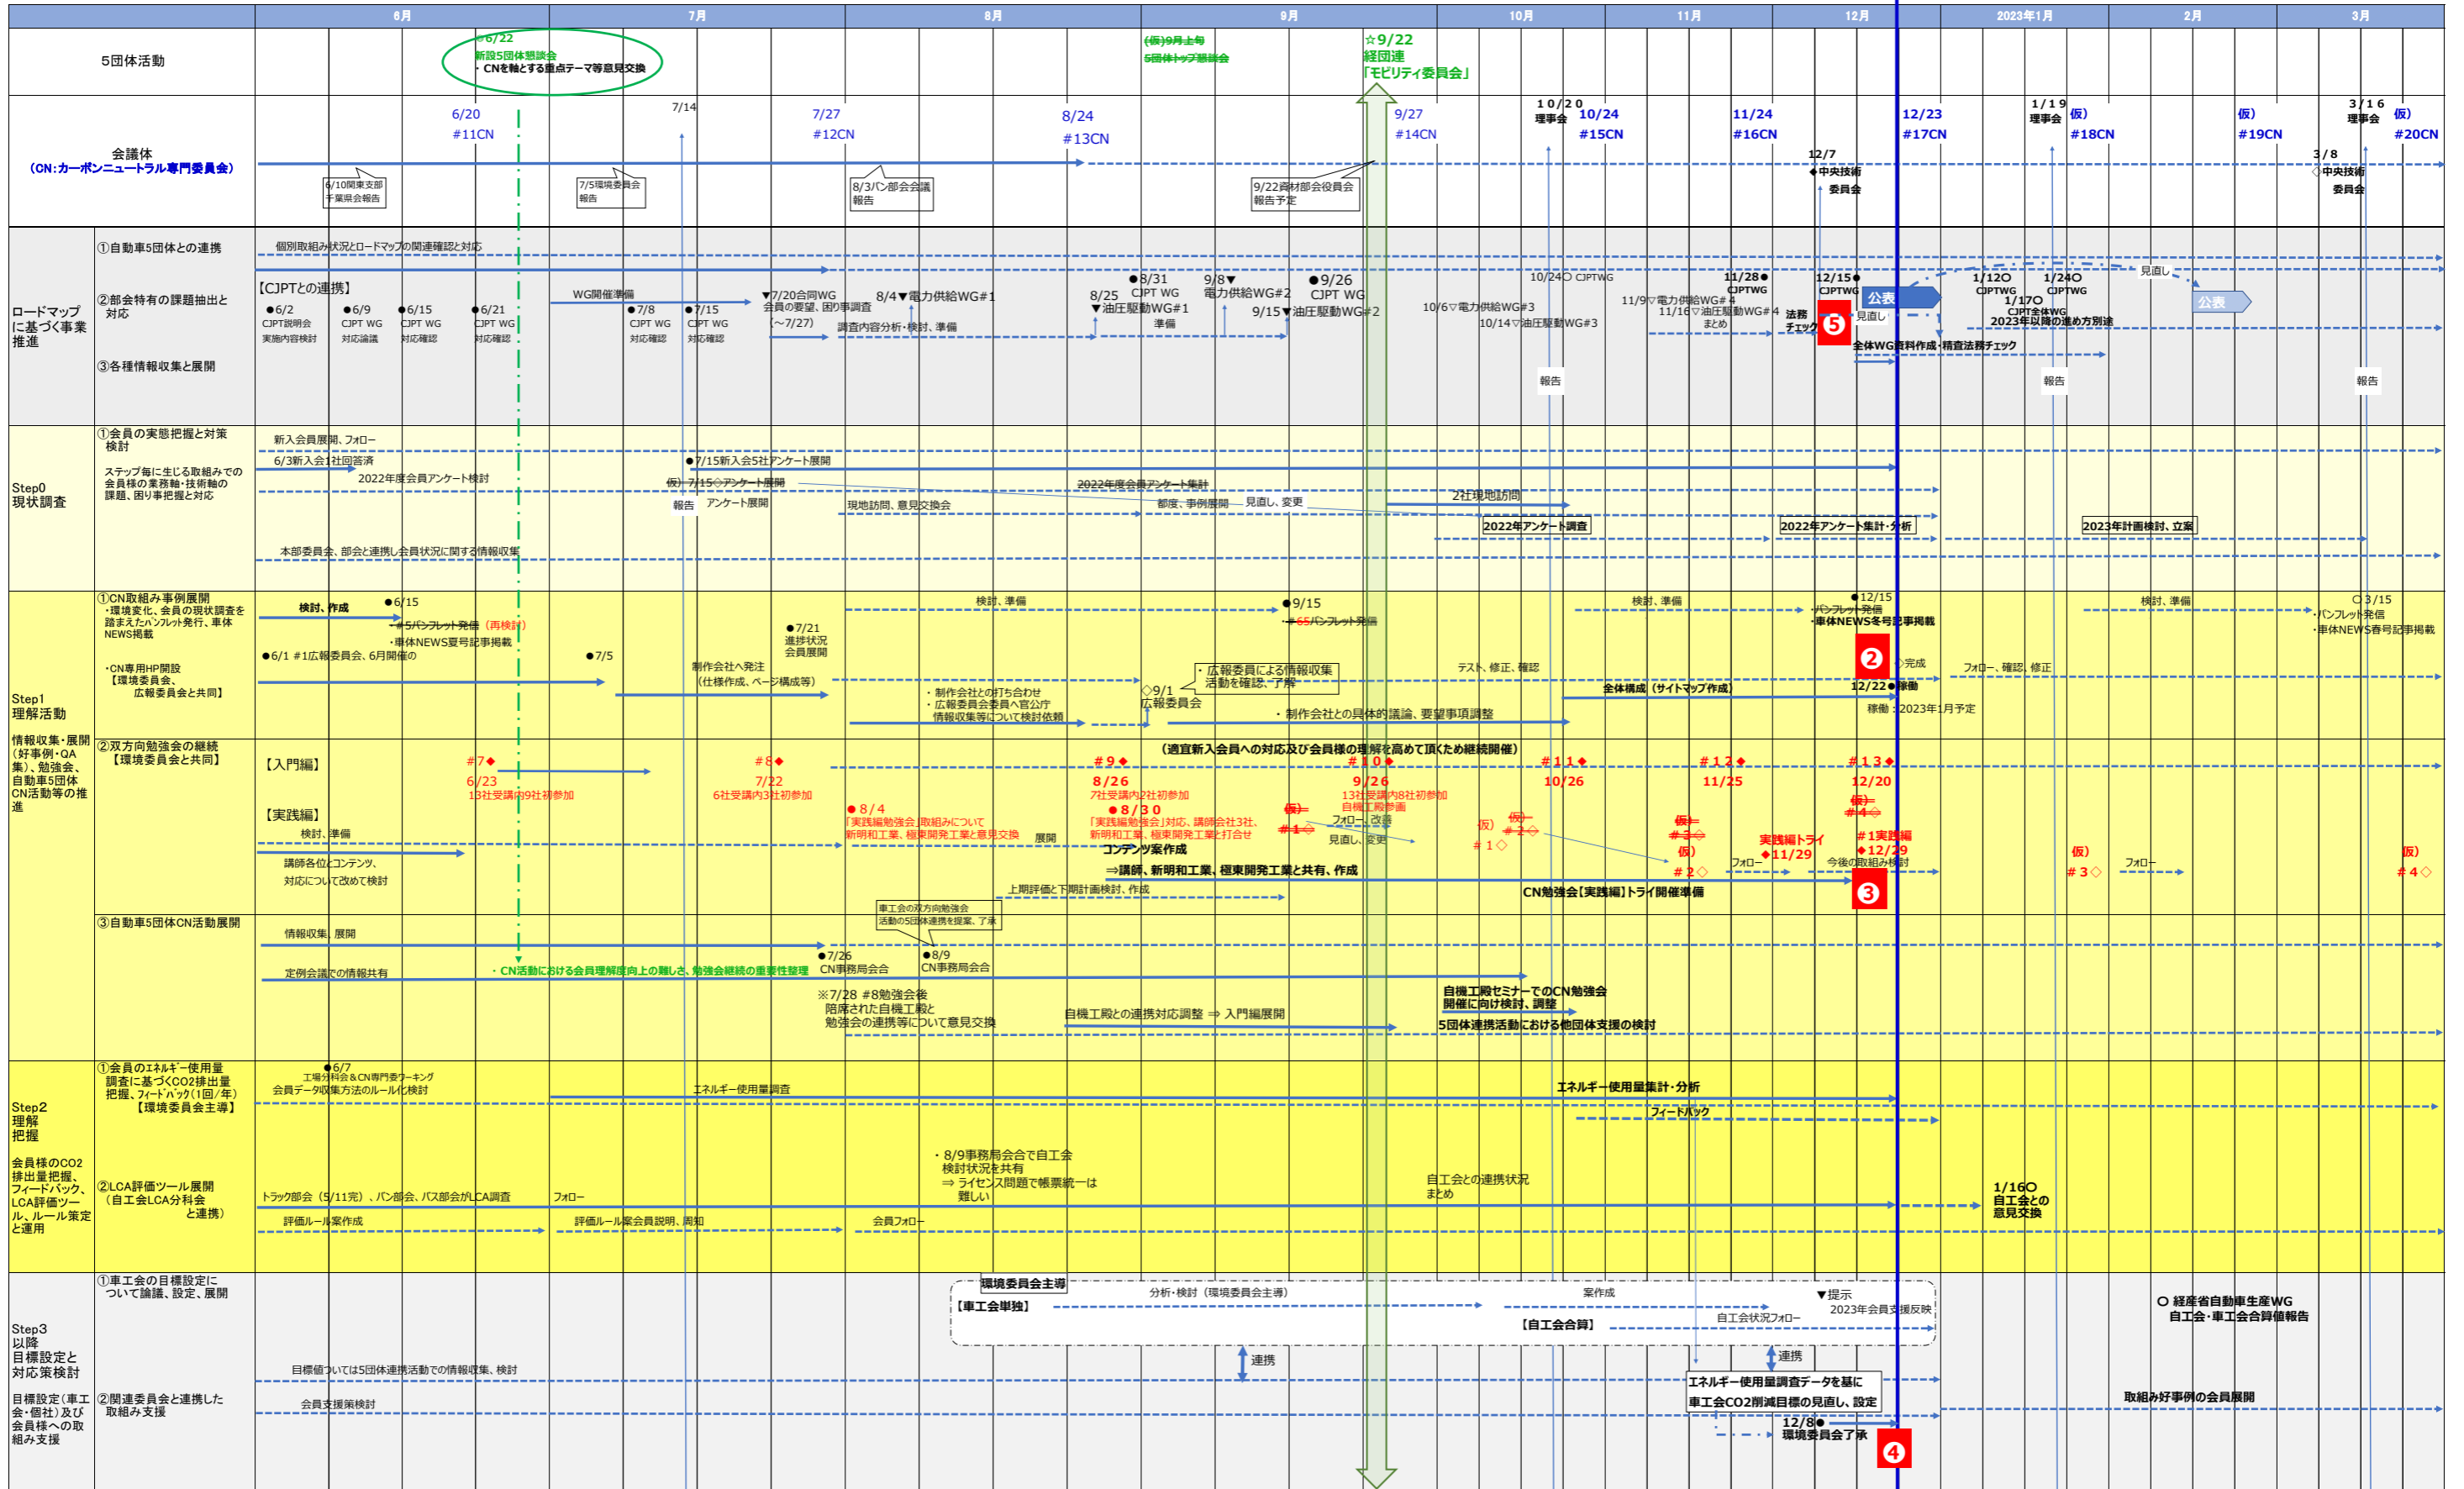 6月
7月
8月
9月
10月
11月
12月
2023年1月
2月
3月
5団体活動
☆6/22
新設5団体懇談会
・CNを軸とする重点テーマ等意見交換
(仮)9月上旬
5団体トップ懇談会
☆9/22
経団連
「モビリティ委員会」
会議体
(CN:カーボンニュートラル専門委員会)
6/20
#11CN
7/14
7/27
#12CN
8/24
#13CN
9/27
#14CN
10/20
理事会
10/24
#15CN
11/24
#16CN
12/23
#17CN
1/19
理事会
仮)
#18CN
仮)
#19CN
3/16
理事会
仮)
#20CN
6/10関東支部
千葉県会報告
7/5環境委員会
報告
8/3バン部会会議
報告
9/22資材部会役員会
報告予定
12/7
◆中央技術
委員会
3/8
◇中央技術
委員会
ロードマップ
に基づく事業
推進
①自動車5団体との連携
②部会特有の課題抽出と
対応
③各種情報収集と展開
個別取組み状況とロードマップの関連確認と対応
【CJPTとの連携】
●6/2
CJPT説明会
実施内容検討
●6/9
CJPT WG
対応論議
●6/15
CJPT WG
対応確認
●6/21
CJPT WG
対応確認
WG開催準備
●7/8
CJPT WG
対応確認
●7/15
CJPT WG
対応確認
▼7/20合同WG
会員の要望、困り事調査
(~7/27)
8/4▼電力供給WG#1
調査内容分析・検討、準備
8/25
▼油圧駆動WG#1
準備
●8/31
CJPT WG
9/8▼
電力供給WG#2
●9/26
CJPT WG
9/15▼油圧駆動WG#2
10/24○ CJPTWG
10/6▽電力供給WG#3
10/14▽油圧駆動WG#3
11/28●
CJPTWG
11/9▽電力供給WG#4
11/16▽油圧駆動WG#4
まとめ
12/15●
CJPTWG
法務
チェック
❺
公表
見直し
全体WG資料作成・精査法務チェック
1/12○
CJPTWG
1/24○
CJPTWG
1/17○
CJPT全体WG
2023年以降の進め方別途
見直し
公表
報告
報告
報告
Step0
現状調査
①会員の実態把握と対策
検討
ステップ毎に生じる取組みでの
会員様の業務軸・技術軸の
課題、困り事把握と対応
新入会員展開、フォロー
6/3新入会1社回答済
2022年度会員アンケート検討
●7/15新入会5社アンケート展開
仮)7/15◇アンケート展開
報告
アンケート展開
現地訪問、意見交換会
2022年度会員アンケート集計
都度、事例展開
見直し、変更
2社現地訪問
2022年アンケート調査
2022年アンケート集計・分析
2023年計画検討、立案
本部委員会、部会と連携し会員状況に関する情報収集
Step1
理解活動
情報収集・展開
(好事例・QA
集)、勉強会、
自動車5団体
CN活動等の推
進
①CN取組み事例展開
・環境変化、会員の現状調査を
踏まえたパンフレット発行、車体
NEWS掲載
・CN専用HP開設
【環境委員会、
広報委員会と共同】
検討、作成
●6/15
・#5パンフレット発信(再検討)
・車体NEWS夏号記事掲載
●6/1 #1広報委員会、6月開催の
●7/5
制作会社へ発注
(仕様作成、ページ構成等)
●7/21
進捗状況
会員展開
検討、準備
・制作会社との打ち合わせ
・広報委員会委員へ官公庁
情報収集等について検討依頼
◇9/1
広報委員会
・広報委員による情報収集
活動を確認、了解
●9/15
・#65パンフレット発信
・制作会社との具体的議論、要望事項調整
検討、準備
テスト、修正、確認
全体構成(サイトマップ作成)
●12/15
・パンフレット発信
・車体NEWS冬号記事掲載
❷
◇完成
12/22●稼働
稼働:2023年1月予定
検討、準備
フォロー、確認、修正
○3/15
・パンフレット発信
・車体NEWS春号記事掲載
②双方向勉強会の継続
【環境委員会と共同】
(適宜新入会員への対応及び会員様の理解を高めて頂くため継続開催)
【入門編】
#7◆
6/23
13社受講内9社初参加
#8◆
7/22
6社受講内3社初参加
#9◆
8/26
7社受講内2社初参加
#10◆
9/26
13社受講内8社初参加
自機工殿参画
#11◆
10/26
#12◆
11/25
#13◆
12/20
【実践編】
検討、準備
講師各位とコンテンツ、
対応について改めて検討
●8/4
「実践編勉強会」取組みについて
新明和工業、極東開発工業と意見交換
展開
●8/30
「実践編勉強会」対応、講師会社3社、
新明和工業、極東開発工業と打合せ
コンテンツ案作成
⇒講師、新明和工業、極東開発工業と共有、作成
上期評価と下期計画検討、作成
仮)
#1◇
フォロー、改善
見直し、変更
仮)
#1◇
仮)
#2◇
仮)
#3◇
仮)
#2◇
実践編トライ
◆11/29
フォロー
仮)
#4◇
#1実践編
◆12/29
今後の取組み検討
❸
CN勉強会【実践編】トライ開催準備
仮)
#3◇
フォロー
仮)
#4◇
③自動車5団体CN活動展開
情報収集、展開
定例会議での情報共有
・CN活動における会員理解度向上の難しさ、勉強会継続の重要性整理
車工会の双方向勉強会
活動の5団体連携を提案、了承
●7/26
CN事務局会合
●8/9
CN事務局会合
※7/28 #8勉強会後
陪席された自機工殿と
勉強会の連携等について意見交換
自機工殿との連携対応調整 ⇒ 入門編展開
自機工殿セミナーでのCN勉強会
開催に向け検討、調整
5団体連携活動における他団体支援の検討
Step2
理解
把握
会員様のCO2
排出量把握、
フィードバック、
LCA評価ツー
ル、ルール策定
と運用
①会員のエネルギー使用量
調査に基づくCO2排出量
把握、フィードバック(1回/年)
【環境委員会主導】
●6/7
工場分科会&CN専門委ワーキング
会員データ収集方法のルール化検討
エネルギー使用量調査
エネルギー使用量集計・分析
フィードバック
②LCA評価ツール展開
(自工会LCA分科会
と連携)
トラック部会(5/11完)、バン部会、バス部会がLCA調査
フォロー
・8/9事務局会合で自工会
検討状況を共有
⇒ ライセンス問題で帳票統一は
難しい
自工会との連携状況
まとめ
1/16○
自工会との
意見交換
評価ルール案作成
評価ルール案会員説明、周知
会員フォロー
Step3
以降
目標設定と
対応策検討
目標設定(車工
会・個社)及び
会員様への取
組み支援
①車工会の目標設定に
ついて論議、設定、展開
環境委員会主導
【車工会単独】
分析・検討(環境委員会主導)
案作成
▼提示
2023年会員支援反映
【自工会合算】
自工会状況フォロー
○ 経産省自動車生産WG
自工会・車工会合算値報告
目標値ついては5団体連携活動での情報収集、検討
連携
連携
②関連委員会と連携した
取組み支援
会員支援策検討
エネルギー使用量調査データを基に
車工会CO2削減目標の見直し、設定
12/8●
環境委員会了承
❹
取組み好事例の会員展開